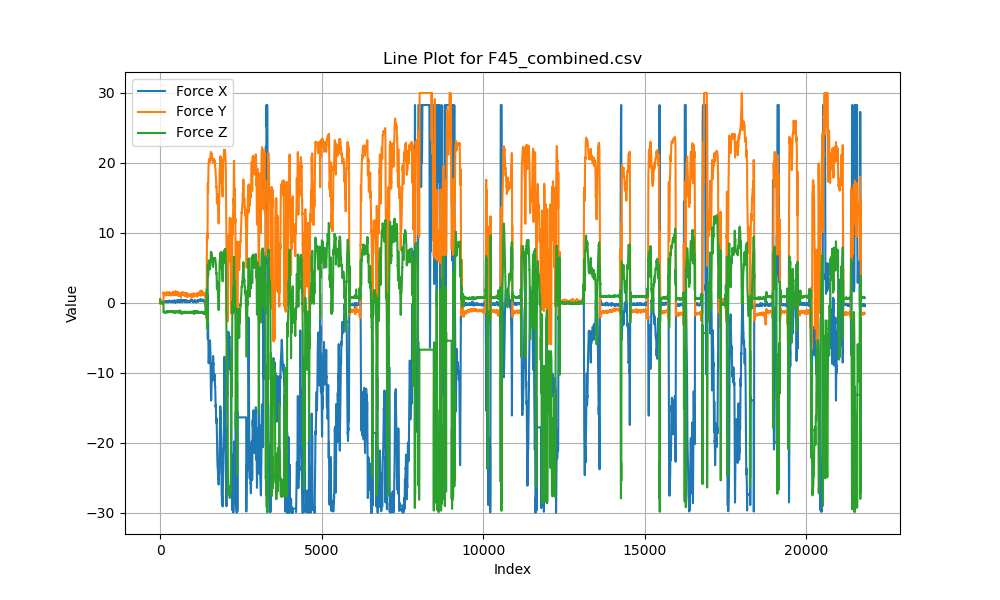 Line Plot for F45_combined.csv
Force X
Force Y
Force Z
30
20
10
0
−10
−20
−30
Value
0 5000 10000 15000 20000
Index